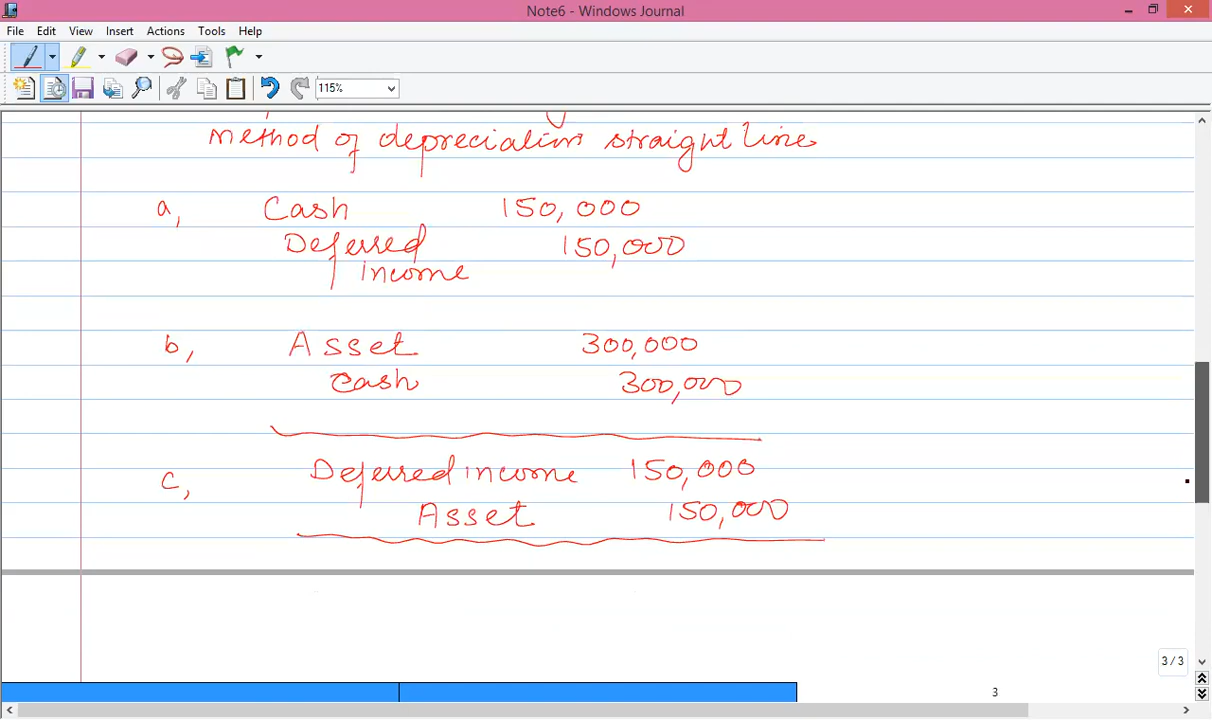 Note6 - Windows Journal
File Edit View Insert Actions Tools Help
115%
Method of depreciation straight line
a, Cash 150,000
Deferred 150,000
income
b, Asset 300,000
Cash 300,000
c, Deferred income 150,000
Asset 150,000
3 / 3
3